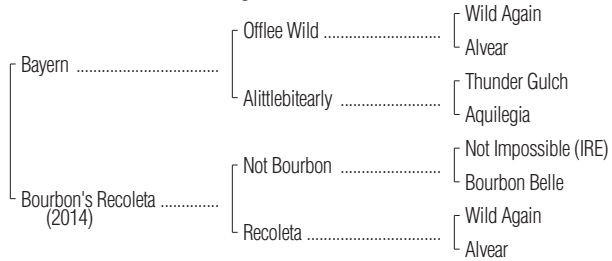 Wild Again
Offlee Wild ..............................
Alvear
Bayern ....................................
Thunder Gulch
Alittlebitearly ..........................
Aquilegia
Not Impossible (IRE)
Not Bourbon ..........................
Bourbon Belle
Bourbon's Recoleta ...............
(2014)
Wild Again
Recoleta ..................................
Alvear